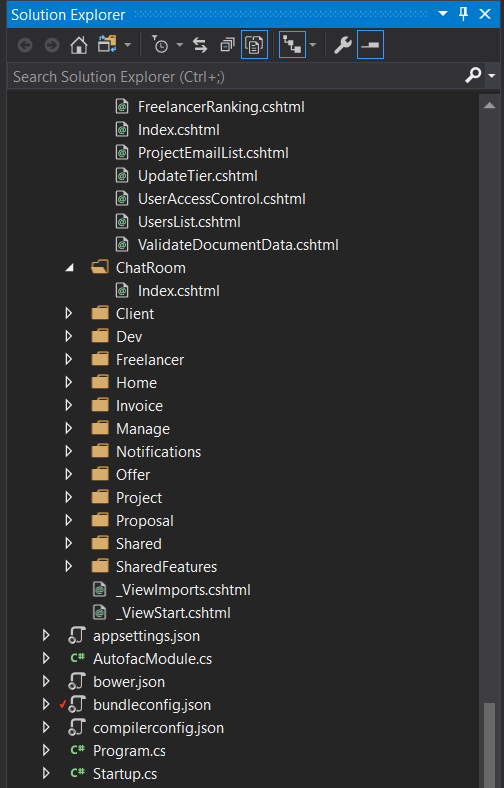 Solution Explorer
Search Solution Explorer (Ctrl+;)
FreelancerRanking.cshtml
Index.cshtml
ProjectEmailList.cshtml
UpdateTier.cshtml
UserAccessControl.cshtml
UsersList.cshtml
ValidateDocumentData.cshtml
ChatRoom
Index.cshtml
Client
Dev
Freelancer
Home
Invoice
Manage
Notifications
Offer
Project
Proposal
Shared
SharedFeatures
_ViewImports.cshtml
_ViewStart.cshtml
appsettings.json
C# AutofacModule.cs
bower.json
bundleconfig.json
compilerconfig.json
C# Program.cs
C# Startup.cs